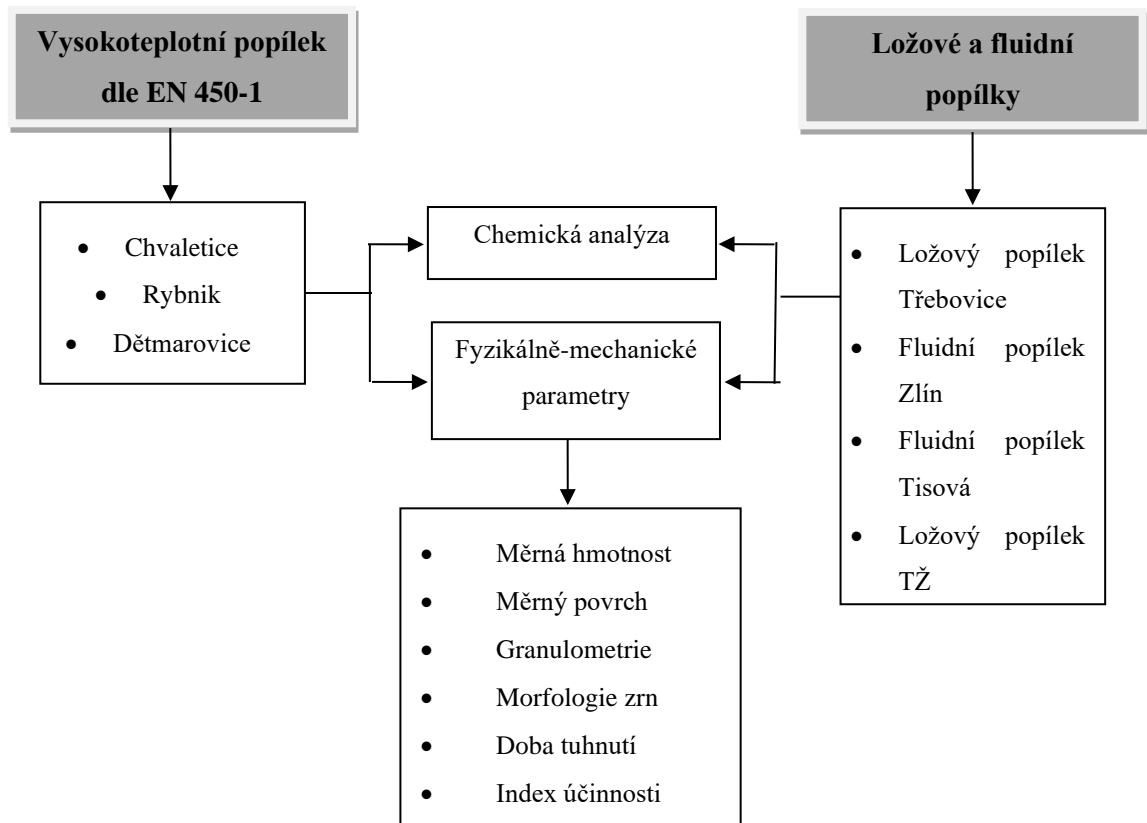 Vysokoteplotní popílek
dle EN 450-1
Ložové a fluidní
popílky
• Chvaletice
• Rybnik
• Dětmarovice
Chemická analýza
Fyzikálně-mechanické
parametry
• Ložový popílek
Třebovice
• Fluidní popílek
Zlín
• Fluidní popílek
Tisová
• Ložový popílek
TŽ
• Měrná hmotnost
• Měrný povrch
• Granulometrie
• Morfologie zrn
• Doba tuhnutí
• Index účinnosti